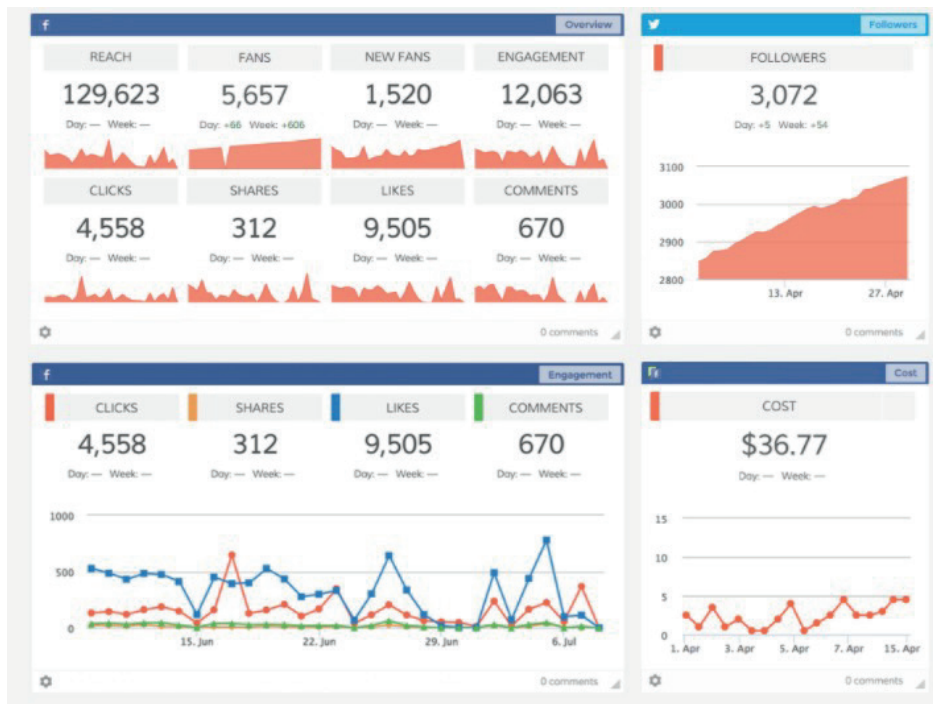 Overview
REACH
FANS
NEW FANS
ENGAGEMENT
129,623
5,657
1,520
12,063
Day: — Week: —
Day: +66 Week: +606
Day: — Week: —
Day: — Week: —
CLICKS
SHARES
LIKES
COMMENTS
4,558
312
9,505
670
Day: — Week: —
Day: — Week: —
Day: — Week: —
Day: — Week: —
0 comments
Followers
FOLLOWERS
3,072
Day: +5 Week: +54
3100
3000
2900
2800
13. Apr
27. Apr
0 comments
Engagement
CLICKS
SHARES
LIKES
COMMENTS
4,558
312
9,505
670
Day: — Week: —
Day: — Week: —
Day: — Week: —
Day: — Week: —
1000
500
0
15. Jun
22. Jun
29. Jun
6. Jul
0 comments
Cost
COST
$36.77
Day: — Week: —
15
10
5
0
1. Apr
3. Apr
5. Apr
7. Apr
15. Apr
0 comments